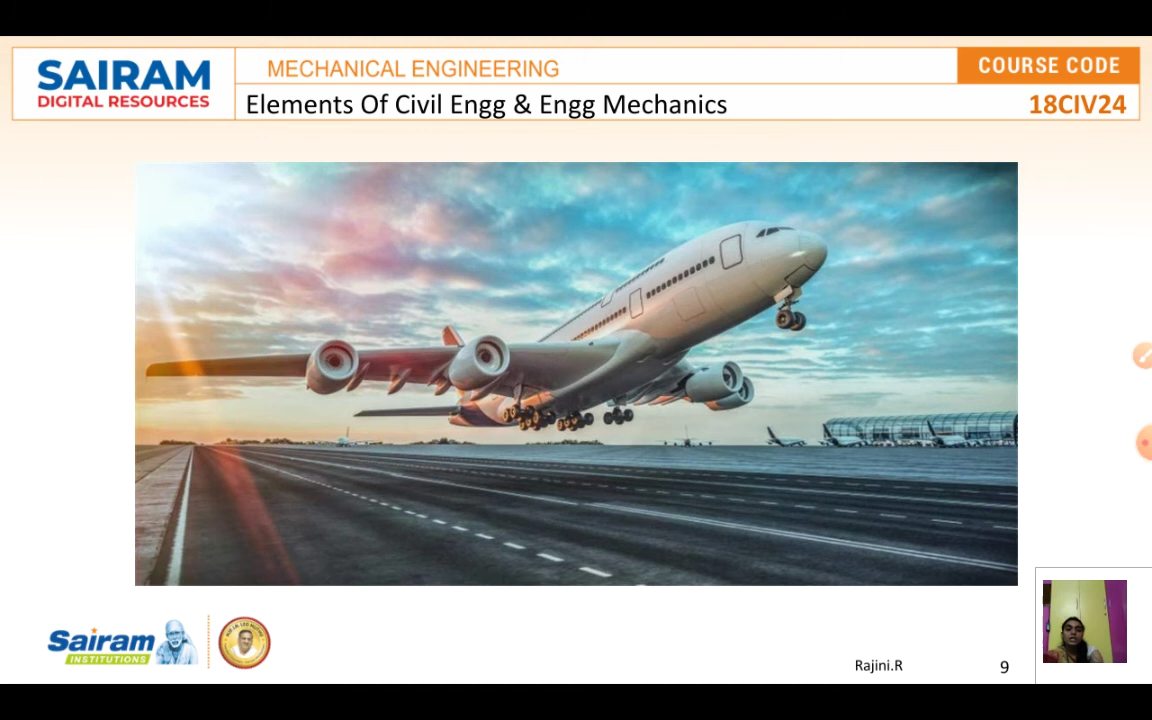 SAIRAM
DIGITAL RESOURCES
MECHANICAL ENGINEERING
COURSE CODE
Elements Of Civil Engg & Engg Mechanics
18CIV24
Sairam
INSTITUTIONS
Rajini.R
9